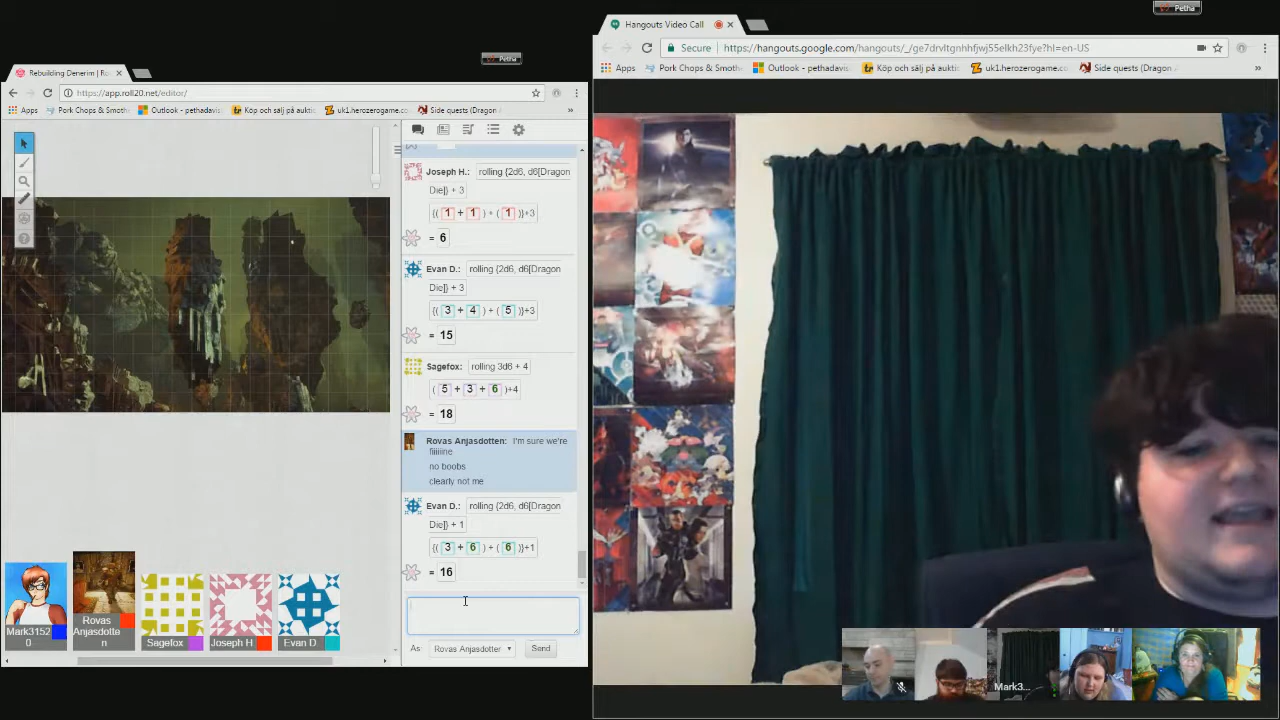 Petha
Petha
Rebuilding Denerim | Ro
https://app.roll20.net/editor/
Apps Pork Chops & Smothe Outlook - pethadavis Köp och sälj på auktio uk1.herozerogame.c Side quests (Dragon A
Joseph H.: rolling {2d6, d6[Dragon
Die]} + 3
{( 1 + 1 ) + ( 1 )}+3
= 6
Evan D.: rolling {2d6, d6[Dragon
Die]} + 3
{( 3 + 4 ) + ( 5 )}+3
= 15
Sagefox: rolling 3d6 + 4
( 5 + 3 + 6 )+4
= 18
Rovas Anjasdotten: I'm sure we're
fiiiiiine
no boobs
clearly not me
Evan D.: rolling {2d6, d6[Dragon
Die]} + 1
{( 3 + 6 ) + ( 6 )}+1
= 16
As Rovas Anjasdotter Send
Mark3152
0
Rovas
Anjasdotte
n
Sagefox
Joseph H
Evan D
Hangouts Video Call
Secure https://hangouts.google.com/hangouts/_/ge7drvltgnhhfjwj55elkh23fye?hl=en-US
Apps Pork Chops & Smothe Outlook - pethadavis Köp och sälj på auktio uk1.herozerogame.co Side quests (Dragon
Mark3...